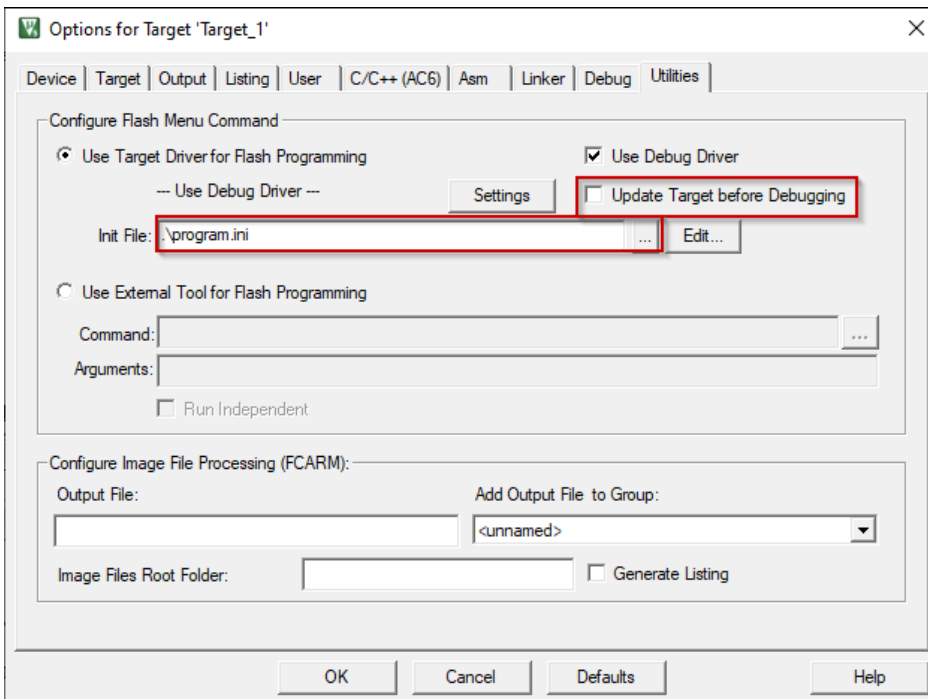 Options for Target 'Target_1'
Device Target Output Listing User C/C++ (AC6) Asm Linker Debug Utilities
Configure Flash Menu Command
Use Target Driver for Flash Programming Use Debug Driver
--- Use Debug Driver --- Settings Update Target before Debugging
Init File: .\program.ini ... Edit...
Use External Tool for Flash Programming
Command: ...
Arguments:
Run Independent
Configure Image File Processing (FCARM):
Output File: Add Output File to Group:
<unnamed>
Image Files Root Folder: Generate Listing
OK Cancel Defaults Help